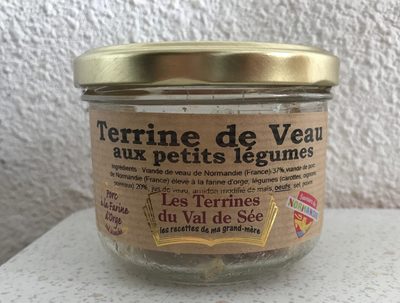 Terrine de Veau
aux petits légumes
Ingrédients : Viande de veau de Normandie (France) 37%, viande de porc
de Normandie (France) élevé à la farine d'orge, légumes (carottes, oignons,
poireaux) 20%, jus de veau, amidon modifié de maïs, oeufs, sel, poivre
Porc
à la Farine
d'Orge
Les Terrines
du Val de Sée
les recettes de ma grand-mère
NORMANDIE